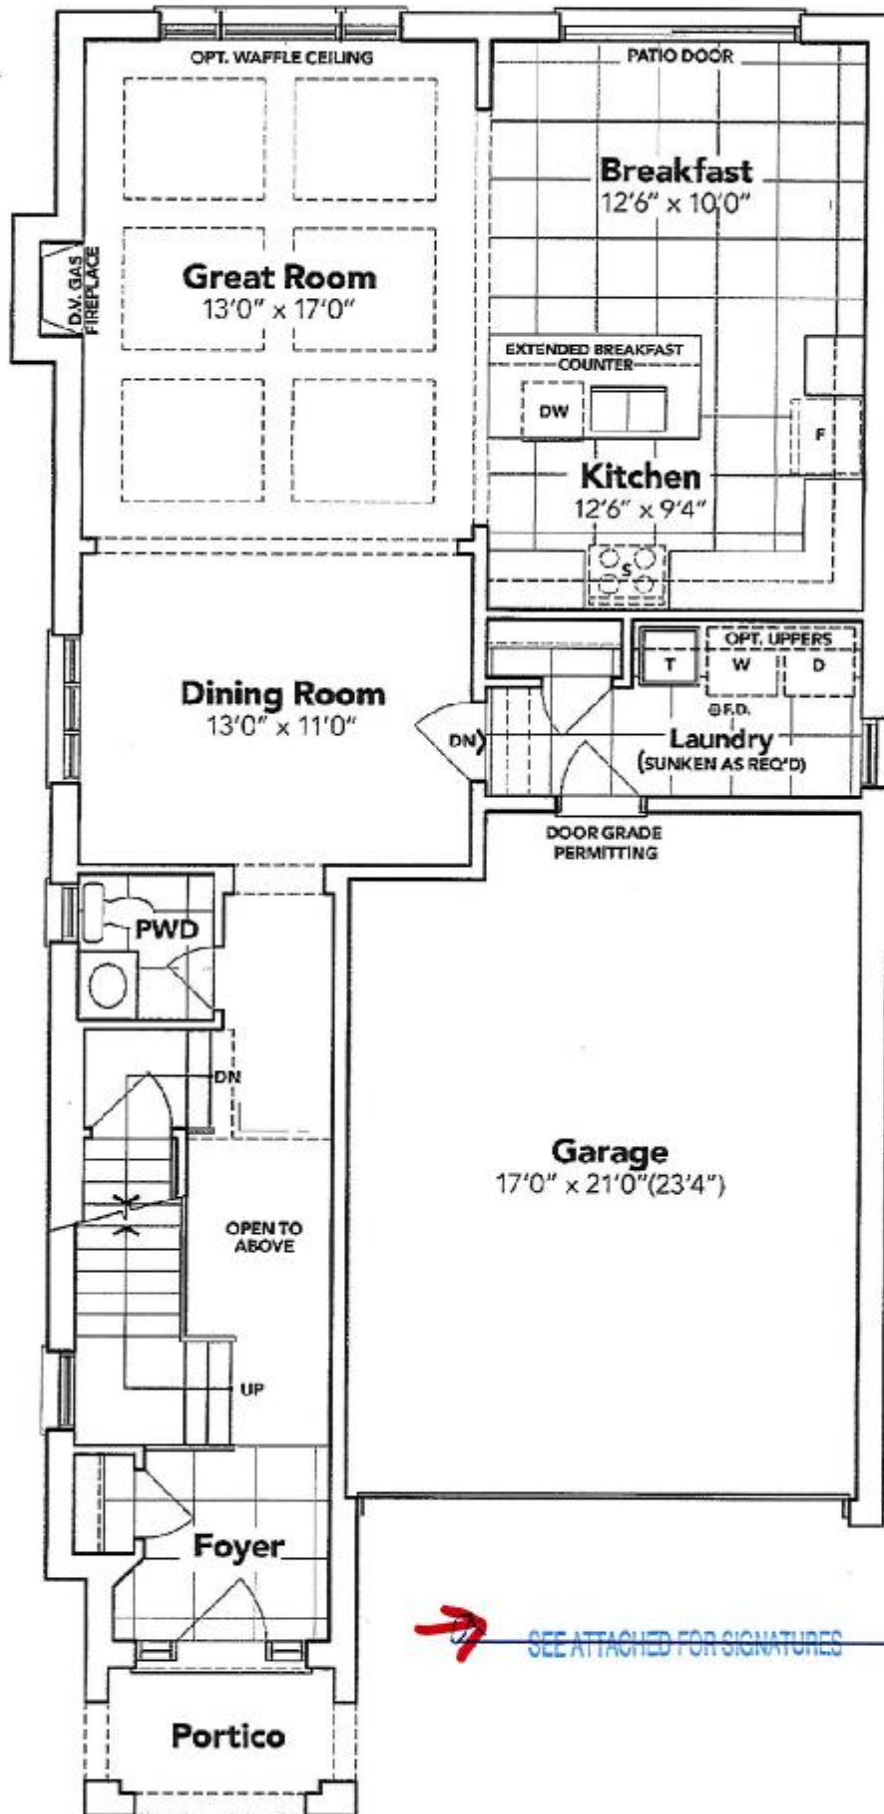 OPT. WAFFLE CEILING
PATIO DOOR
Breakfast
12'6" x 10'0"
D.V. GAS
FIREPLACE
Great Room
13'0" x 17'0"
EXTENDED BREAKFAST
COUNTER
DW
F
Kitchen
12'6" x 9'4"
S
OPT. UPPERS
T
W
D
F.D.
Dining Room
13'0" x 11'0"
DN
Laundry
(SUNKEN AS REQ'D)
DOOR GRADE
PERMITTING
PWD
DN
Garage
17'0" x 21'0"(23'4")
OPEN TO
ABOVE
UP
Foyer
SEE ATTACHED FOR SIGNATURES
Portico